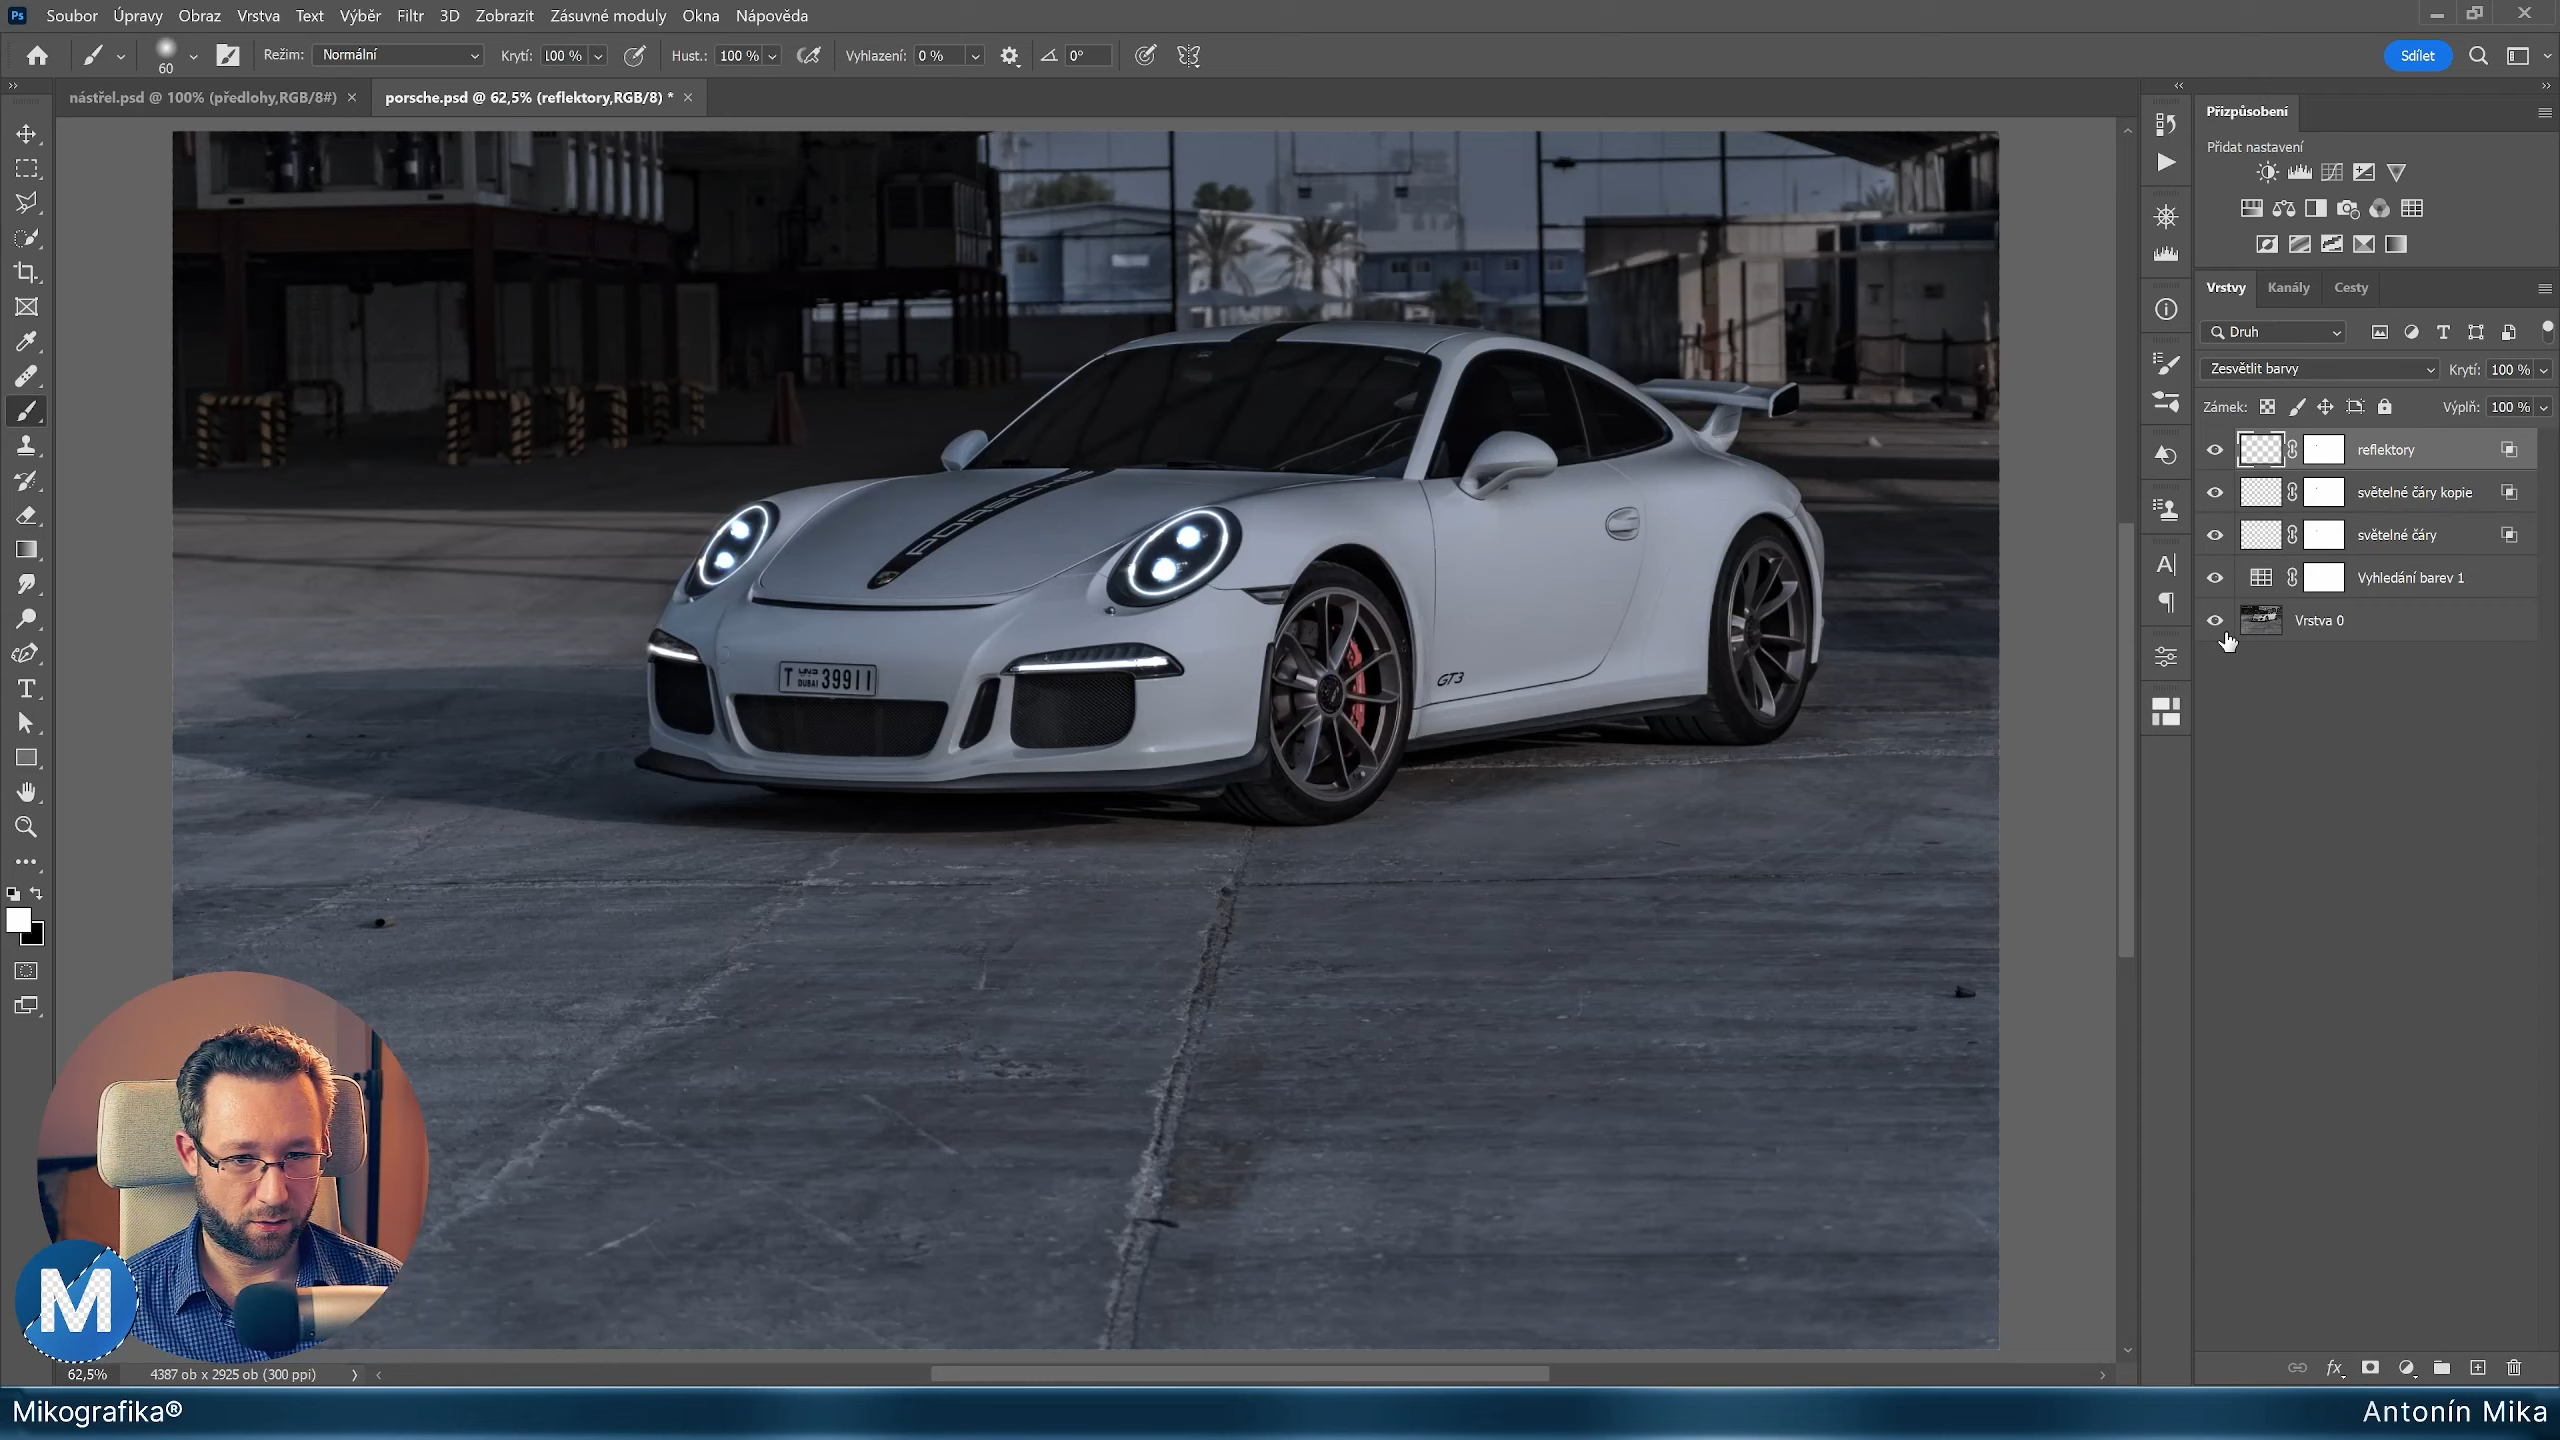 Ps Soubor Úpravy Obraz Vrstva Text Výběr Filtr 3D Zobrazit Zásuvné moduly Okna Nápověda
60 Režim: Normální Krytí: 100 % Hust.: 100 % Vyhlazení: 0 % 0° Sdílet
nástřel.psd @ 100% (předlohy,RGB/8#) × porsche.psd @ 62,5% (reflektory,RGB/8) * ×
Přizpůsobení
Přidat nastavení
Vrstvy Kanály Cesty
Druh
Zesvětlit barvy Krytí: 100 %
Zámek: Výplň: 100 %
reflektory
světelné čáry kopie
světelné čáry
Vyhledání barev 1
Vrstva 0
PORSCHE
T DUBAI 39911
GT3
M
62,5% 4387 ob x 2925 ob (300 ppi)
Mikografika® Antonín Mika